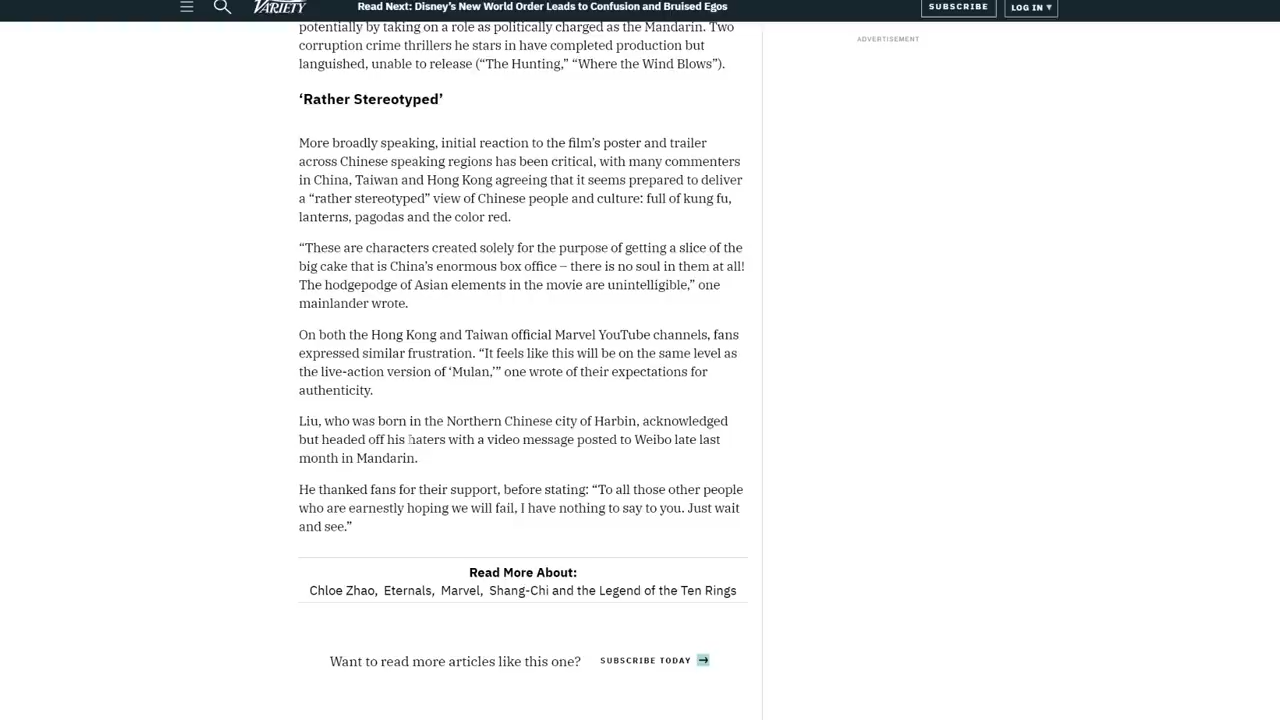 VARIETY
Read Next: Disney’s New World Order Leads to Confusion and Bruised Egos
SUBSCRIBE
LOG IN ▾
potentially by taking on a role as politically charged as the Mandarin. Two
corruption crime thrillers he stars in have completed production but
languished, unable to release (“The Hunting,” “Where the Wind Blows”).
ADVERTISEMENT
‘Rather Stereotyped’
More broadly speaking, initial reaction to the film’s poster and trailer
across Chinese speaking regions has been critical, with many commenters
in China, Taiwan and Hong Kong agreeing that it seems prepared to deliver
a “rather stereotyped” view of Chinese people and culture: full of kung fu,
lanterns, pagodas and the color red.
“These are characters created solely for the purpose of getting a slice of the
big cake that is China’s enormous box office – there is no soul in them at all!
The hodgepodge of Asian elements in the movie are unintelligible,” one
mainlander wrote.
On both the Hong Kong and Taiwan official Marvel YouTube channels, fans
expressed similar frustration. “It feels like this will be on the same level as
the live-action version of ‘Mulan,’” one wrote of their expectations for
authenticity.
Liu, who was born in the Northern Chinese city of Harbin, acknowledged
but headed off his haters with a video message posted to Weibo late last
month in Mandarin.
He thanked fans for their support, before stating: “To all those other people
who are earnestly hoping we will fail, I have nothing to say to you. Just wait
and see.”
Read More About:
Chloe Zhao, Eternals, Marvel, Shang-Chi and the Legend of the Ten Rings
Want to read more articles like this one?
SUBSCRIBE TODAY →